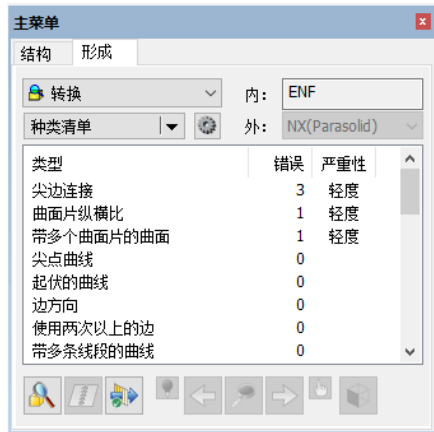 主菜单
结构 形成
转换 内： ENF
种类清单 外： NX(Parasolid)
类型 错误 严重性
尖边连接 3 轻度
曲面片纵横比 1 轻度
带多个曲面片的曲面 1 轻度
尖点曲线 0
起伏的曲线 0
边方向 0
使用两次以上的边 0
带多条线段的曲线 0